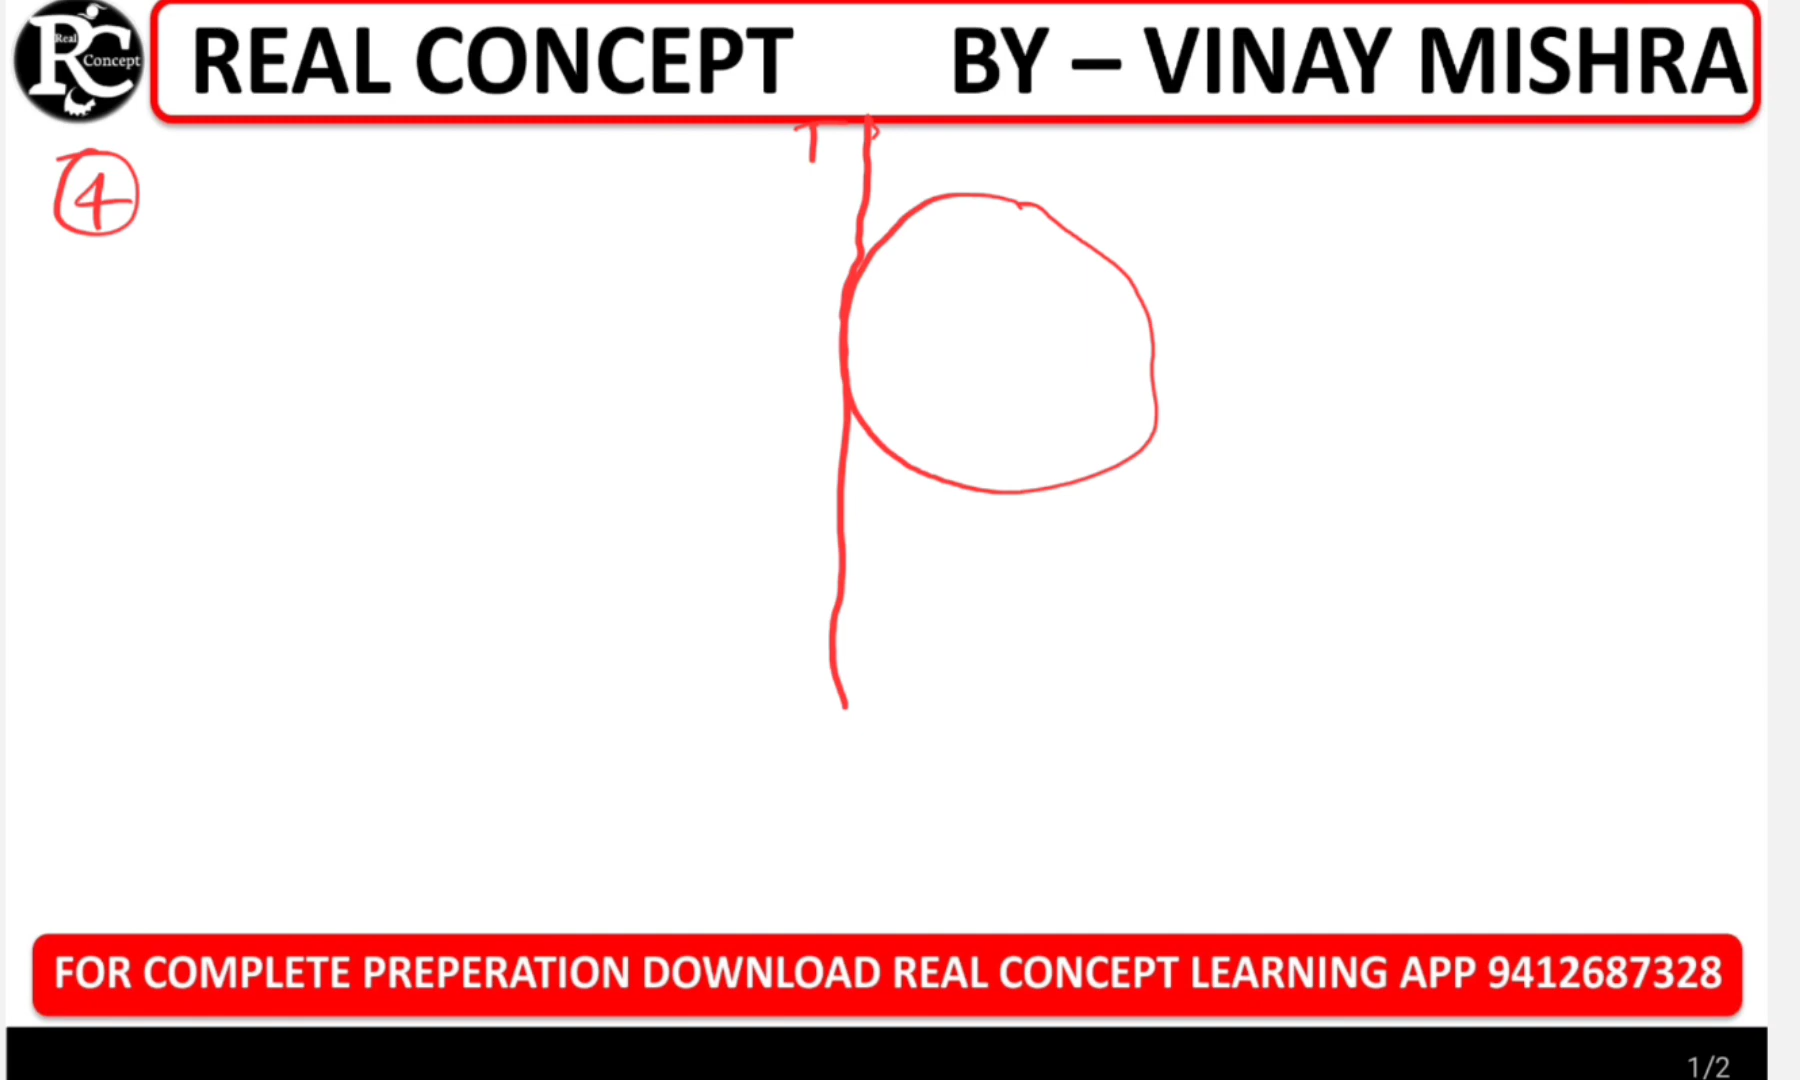 Real
Concept
RC
REAL CONCEPT BY – VINAY MISHRA
T
4
FOR COMPLETE PREPERATION DOWNLOAD REAL CONCEPT LEARNING APP 9412687328
1/2